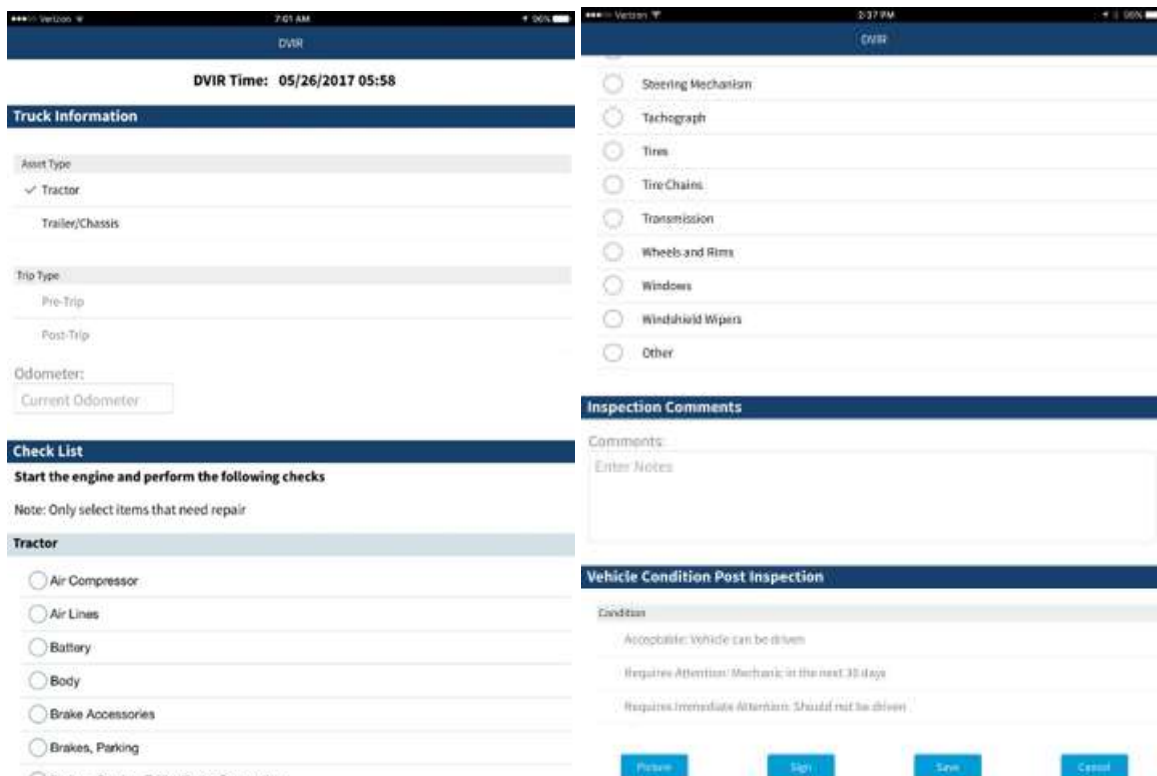 Verizon
7:01 AM
96%
DVIR
DVIR Time: 05/26/2017 05:58
Truck Information
Asset Type
✓ Tractor
Trailer/Chassis
Trip Type
Pre-Trip
Post-Trip
Odometer:
Current Odometer
Check List
Start the engine and perform the following checks
Note: Only select items that need repair
Tractor
Air Compressor
Air Lines
Battery
Body
Brake Accessories
Brakes, Parking
Verizon
2:37 PM
DVIR
Steering Mechanism
Tachograph
Tires
Tire Chains
Transmission
Wheels and Rims
Windows
Windshield Wipers
Other
Inspection Comments
Comments:
Enter Notes
Vehicle Condition Post Inspection
Condition
Acceptable: Vehicle can be driven
Requires Attention: Mechanic in the next 30 days
Requires Immediate Attention: Should not be driven
Picture
Sign
Save
Cancel